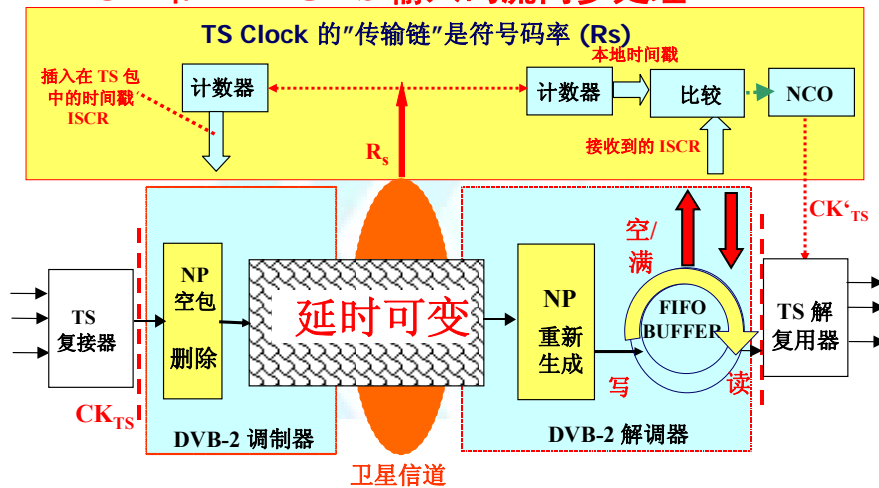 TS Clock 的"传输链"是符号码率 (Rs)
本地时间戳
插入在 TS 包
中的时间戳
ISCR
计数器
计数器
比较
NCO
Rs
接收到的 ISCR
CK‘TS
空/
满
NP
空包
删除
延时可变
NP
重新
生成
FIFO
BUFFER
TS
复接器
TS 解
复用器
写
读
CKTS
DVB-2 调制器
DVB-2 解调器
卫星信道